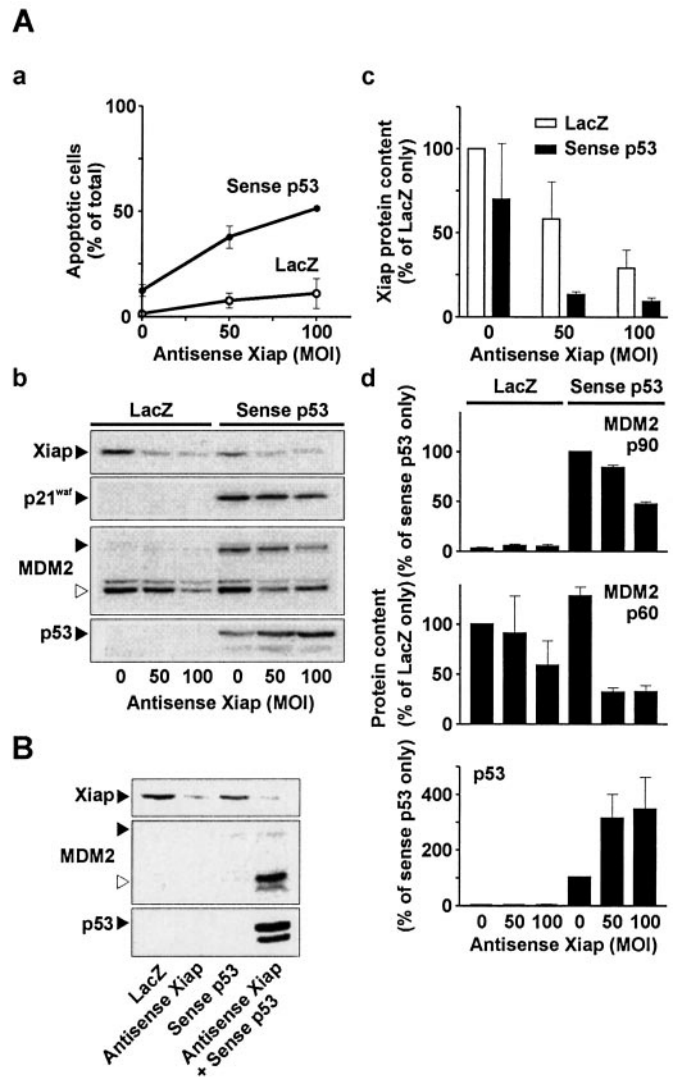 A
a
100
50
0
Apoptotic cells
(% of total)
Sense p53
LacZ
0 50 100
Antisense Xiap (MOI)
c
LacZ
Sense p53
100
50
0
Xiap protein content
(% of LacZ only)
0 50 100
Antisense Xiap (MOI)
b
LacZ Sense p53
Xiap
p21waf
MDM2
p53
0 50 100 0 50 100
Antisense Xiap (MOI)
d
LacZ Sense p53
MDM2
p90
100
50
0
(% of sense p53 only)
MDM2
p60
100
50
0
Protein content
(% of LacZ only)
p53
400
200
0
(% of sense p53 only)
0 50 100 0 50 100
Antisense Xiap (MOI)
B
Xiap
MDM2
p53
LacZ
Antisense Xiap
Sense p53
Antisense Xiap
+ Sense p53